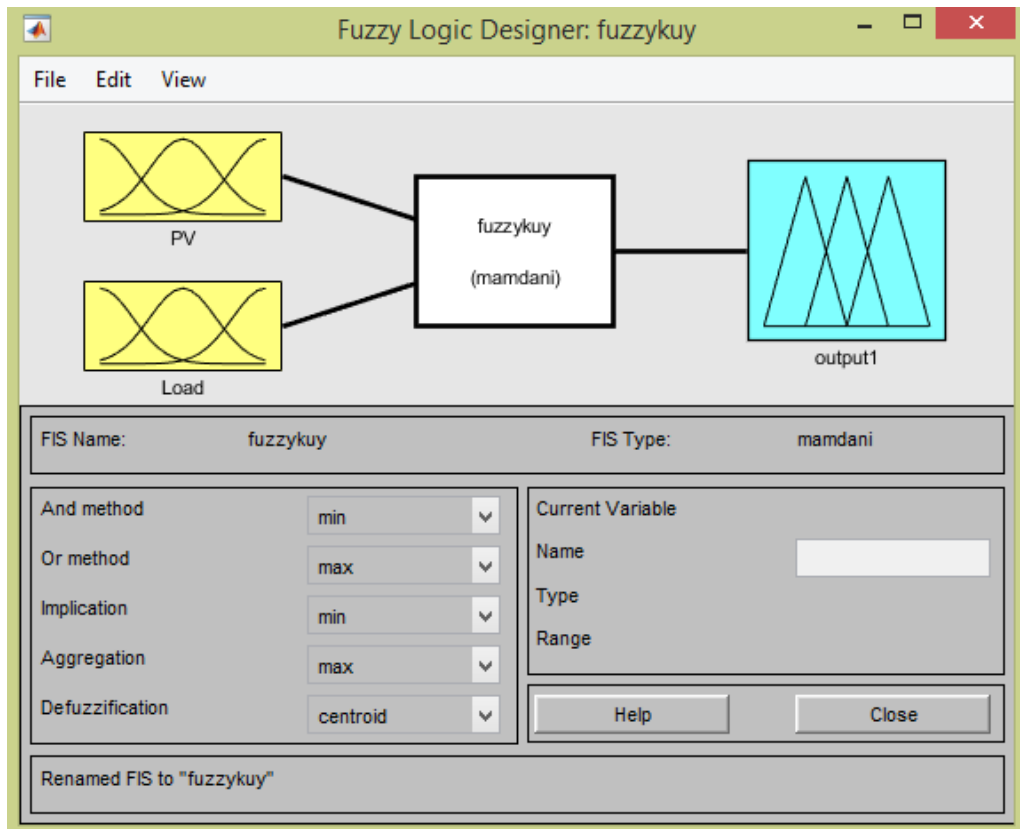 Fuzzy Logic Designer: fuzzykuy
File Edit View
PV
Load
fuzzykuy
(mamdani)
output1
FIS Name: fuzzykuy FIS Type: mamdani
And method min
Or method max
Implication min
Aggregation max
Defuzzification centroid
Current Variable
Name
Type
Range
Help Close
Renamed FIS to "fuzzykuy"